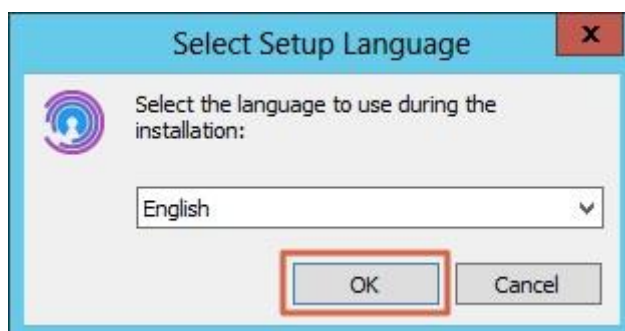 Select Setup Language
x
Select the language to use during the
installation:
English
OK
Cancel